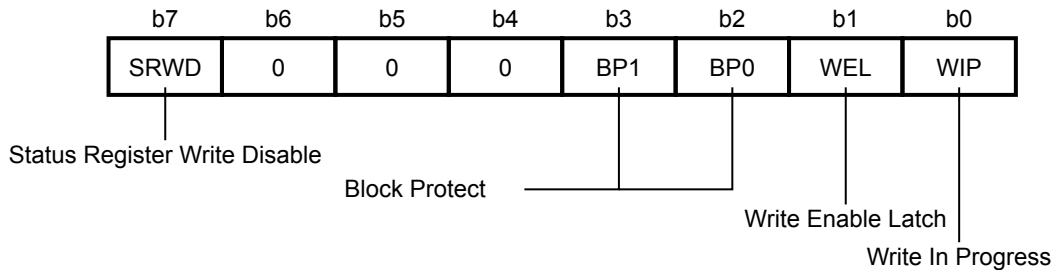 b7 b6 b5 b4 b3 b2 b1 b0
SRWD 0 0 0 BP1 BP0 WEL WIP
Status Register Write Disable
Block Protect
Write Enable Latch
Write In Progress